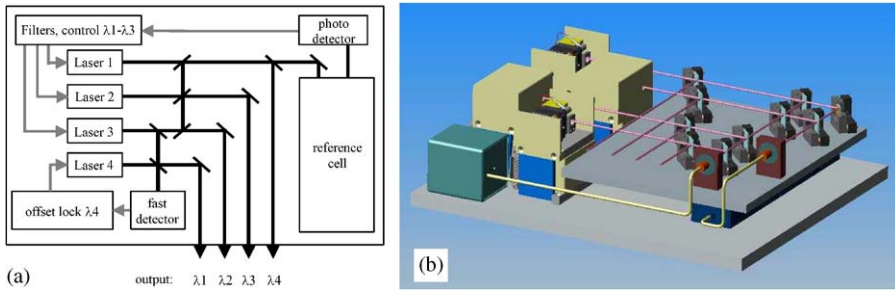 Filters, control λ1-λ3
photo
detector
Laser 1
Laser 2
Laser 3
Laser 4
reference
cell
offset lock λ4
fast
detector
(a)
output: λ1 λ2 λ3 λ4
(b)